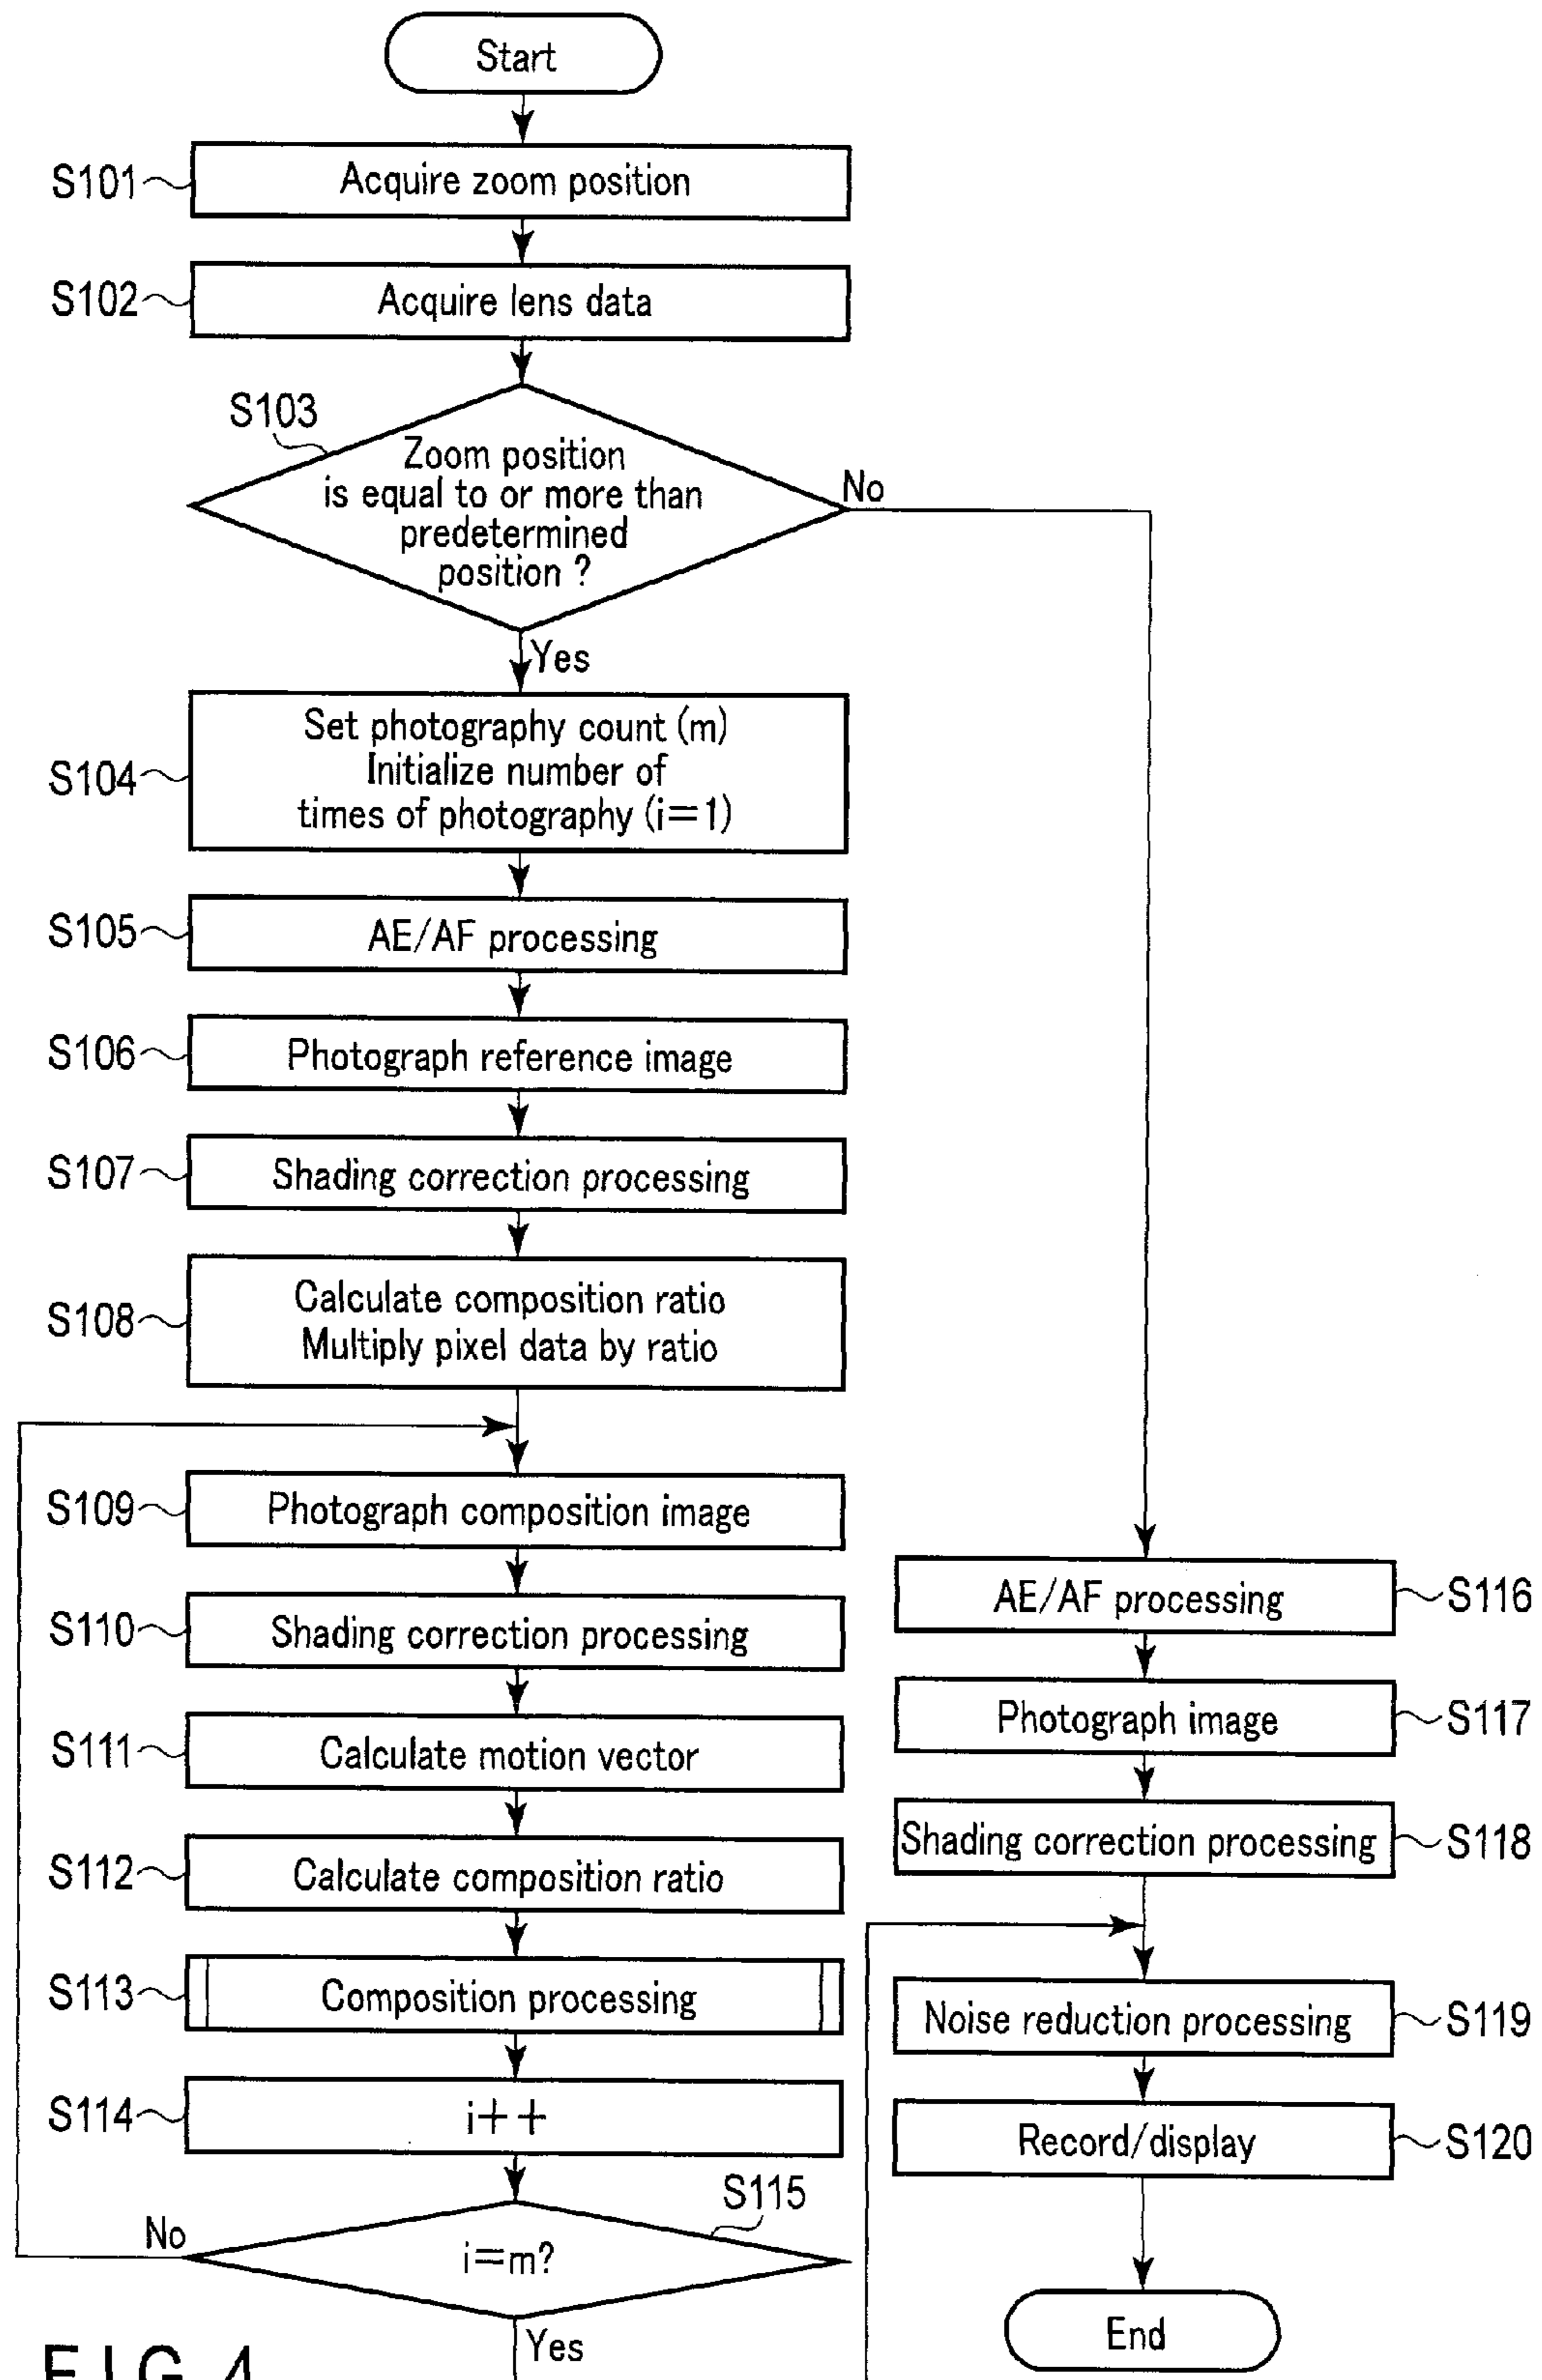 Start
S101
Acquire zoom position
S102
Acquire lens data
S103
Zoom position
is equal to or more than
predetermined
position ?
No
Yes
S104
Set photography count (m)
Initialize number of
times of photography (i=1)
S105
AE/AF processing
S106
Photograph reference image
S107
Shading correction processing
S108
Calculate composition ratio
Multiply pixel data by ratio
S109
Photograph composition image
S110
Shading correction processing
S111
Calculate motion vector
S112
Calculate composition ratio
S113
Composition processing
S114
i++
S115
i=m?
No
Yes
AE/AF processing
S116
Photograph image
S117
Shading correction processing
S118
Noise reduction processing
S119
Record/display
S120
End
FIG. 4